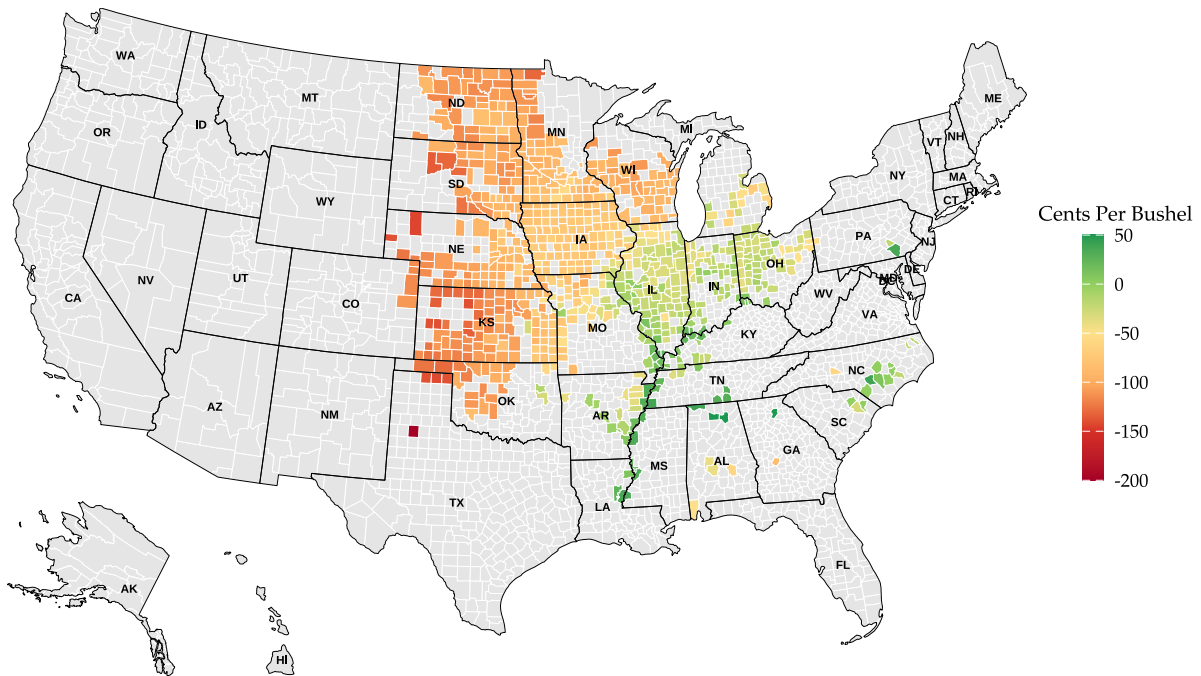 WA
MT
ND
MN
ME
OR
ID
SD
WI
MI
VT
NH
NY
MA
CT
RI
WY
NE
IA
PA
NJ
Cents Per Bushel
50
0
-50
-100
-150
-200
NV
UT
CO
KS
MO
IL
IN
OH
WV
VA
MD
DE
DC
CA
KY
AZ
NM
OK
AR
TN
NC
SC
TX
LA
MS
AL
GA
FL
AK
HI